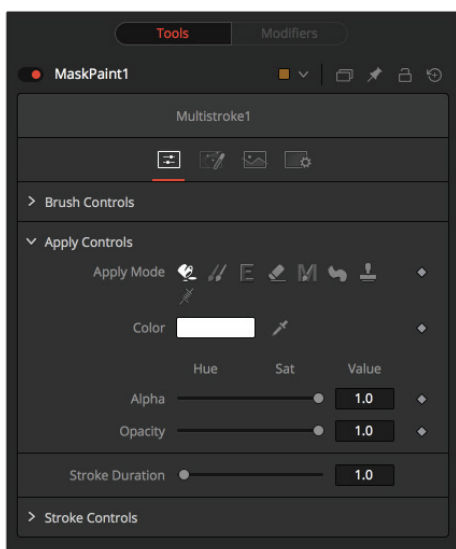 Tools Modifiers
MaskPaint1
Multistroke1
Brush Controls
Apply Controls
Apply Mode E M
Color
Hue Sat Value
Alpha 1.0
Opacity 1.0
Stroke Duration 1.0
Stroke Controls